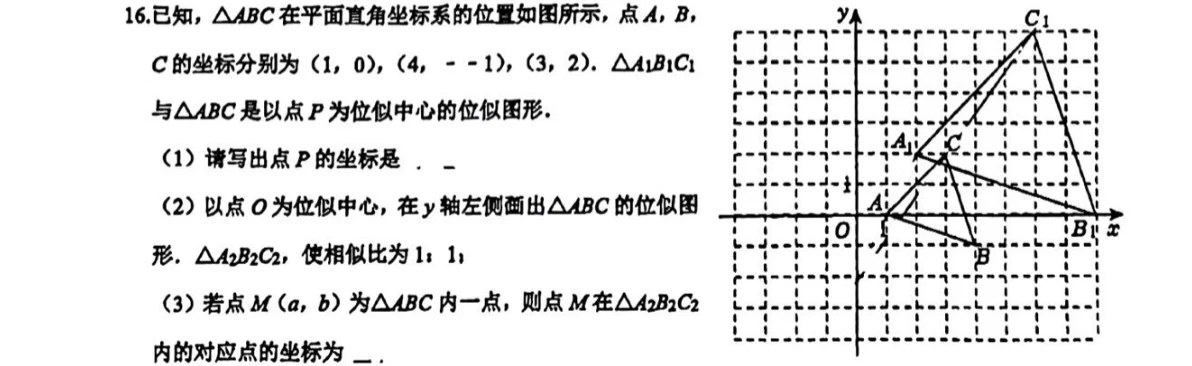 16.已知，△ABC在平面直角坐标系的位置如图所示，点A，B，
C的坐标分别为（1，0），（4，--1），（3，2）．△A₁B₁C₁
与△ABC是以点P为位似中心的位似图形．
（1）请写出点P的坐标是 ． _
（2）以点O为位似中心，在y轴左侧画出△ABC的位似图
形．△A₂B₂C₂，使相似比为1：1；
（3）若点M（a，b）为△ABC内一点，则点M在△A₂B₂C₂
内的对应点的坐标为 _ ．
y
C₁
A₁
C
1
A
O
1
B
B₁
x